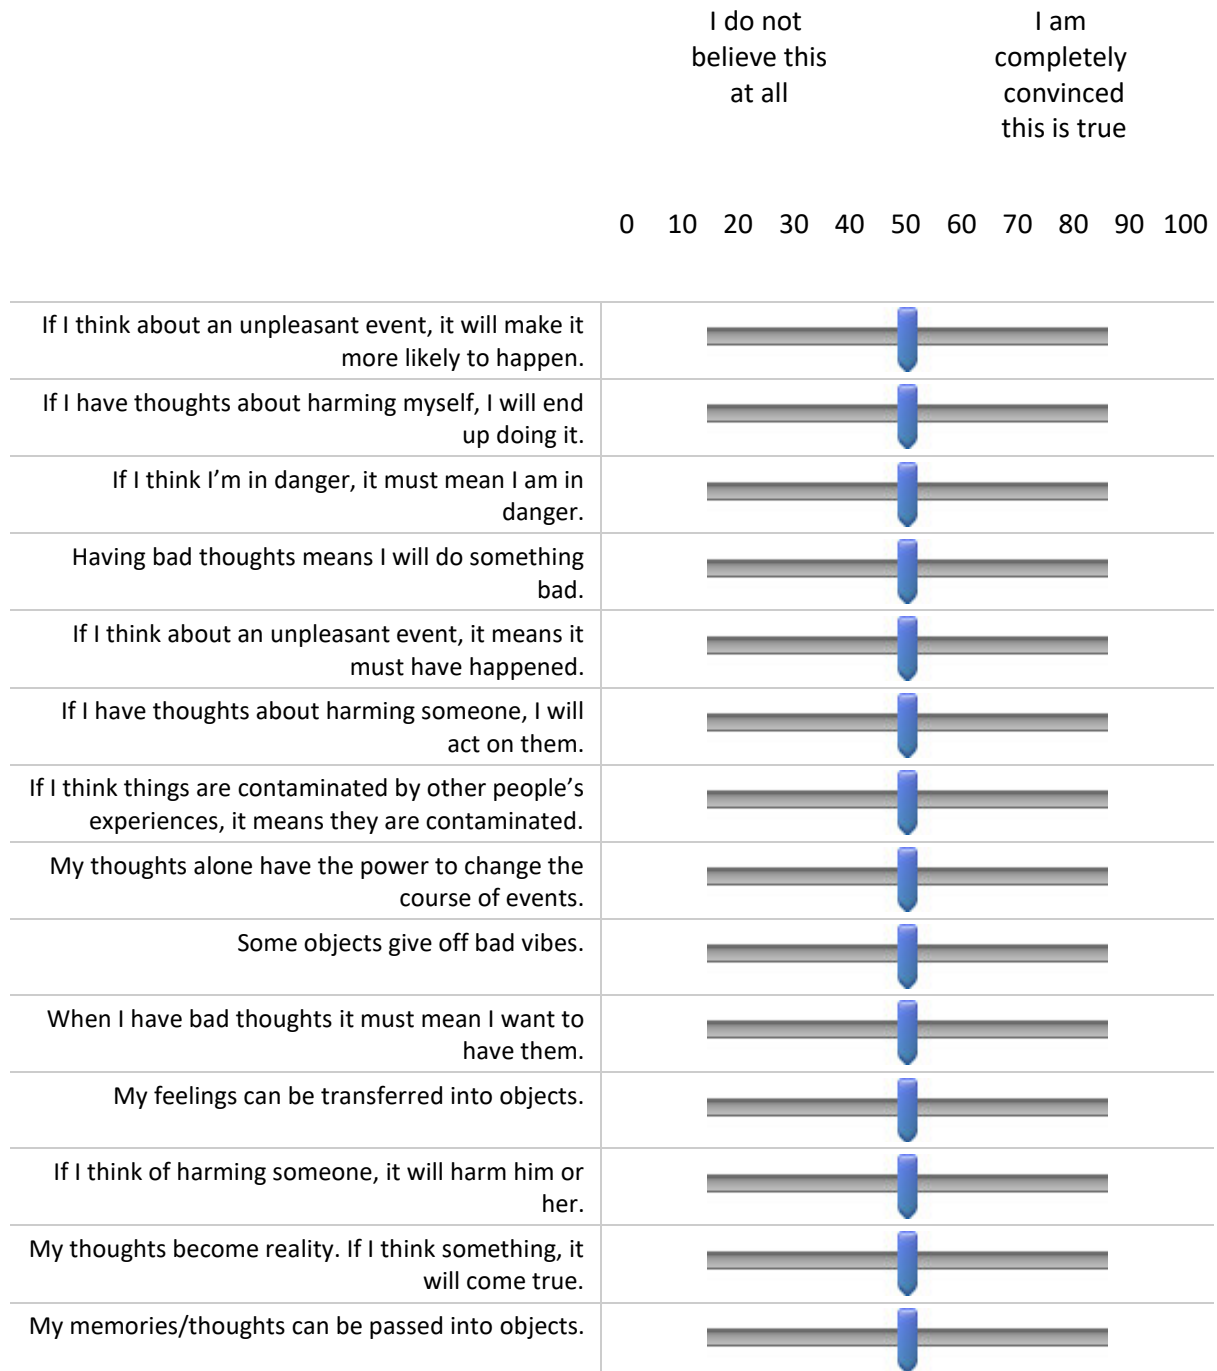 I do not
believe this
at all
I am
completely
convinced
this is true
0 10 20 30 40 50 60 70 80 90 100
If I think about an unpleasant event, it will make it
more likely to happen.
If I have thoughts about harming myself, I will end
up doing it.
If I think I’m in danger, it must mean I am in
danger.
Having bad thoughts means I will do something
bad.
If I think about an unpleasant event, it means it
must have happened.
If I have thoughts about harming someone, I will
act on them.
If I think things are contaminated by other people’s
experiences, it means they are contaminated.
My thoughts alone have the power to change the
course of events.
Some objects give off bad vibes.
When I have bad thoughts it must mean I want to
have them.
My feelings can be transferred into objects.
If I think of harming someone, it will harm him or
her.
My thoughts become reality. If I think something, it
will come true.
My memories/thoughts can be passed into objects.